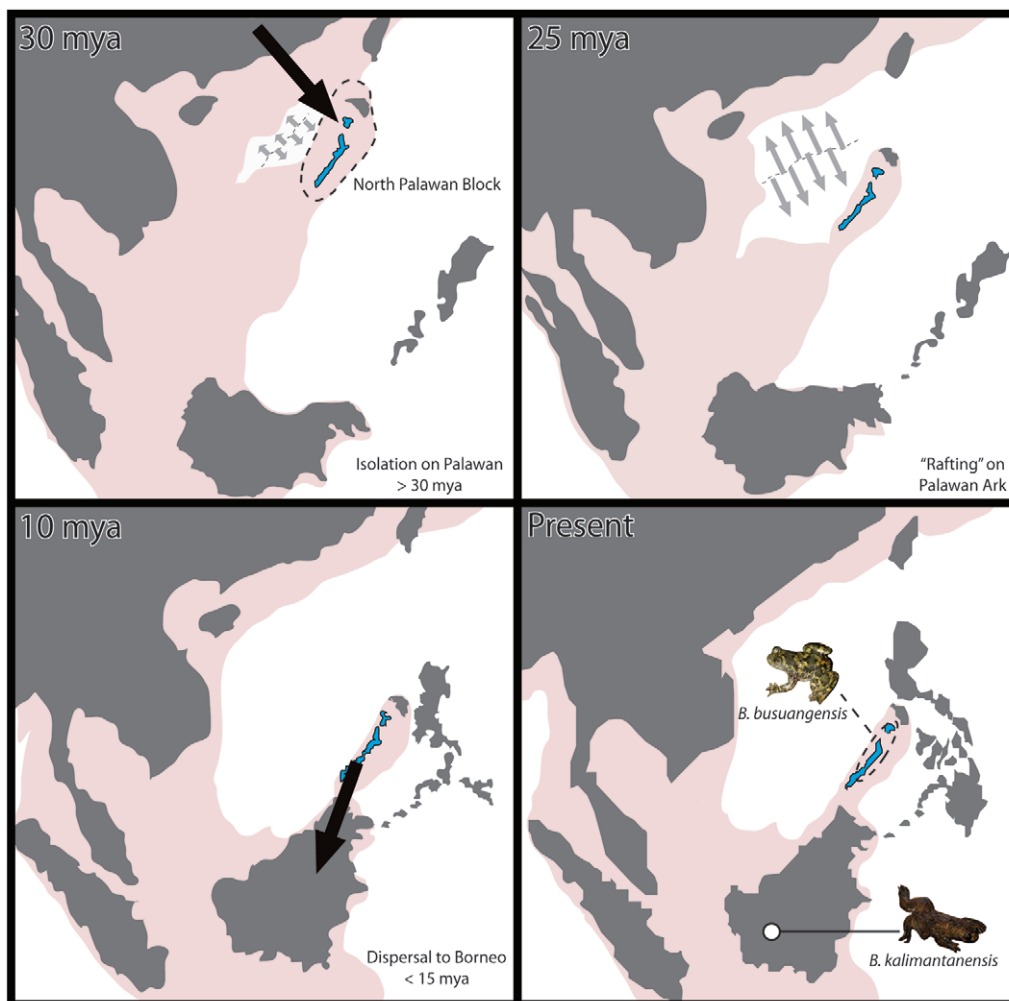 30 mya
North Palawan Block
Isolation on Palawan
> 30 mya
25 mya
“Rafting” on
Palawan Ark
10 mya
Dispersal to Borneo
< 15 mya
Present
B. busuangensis
B. kalimantanensis